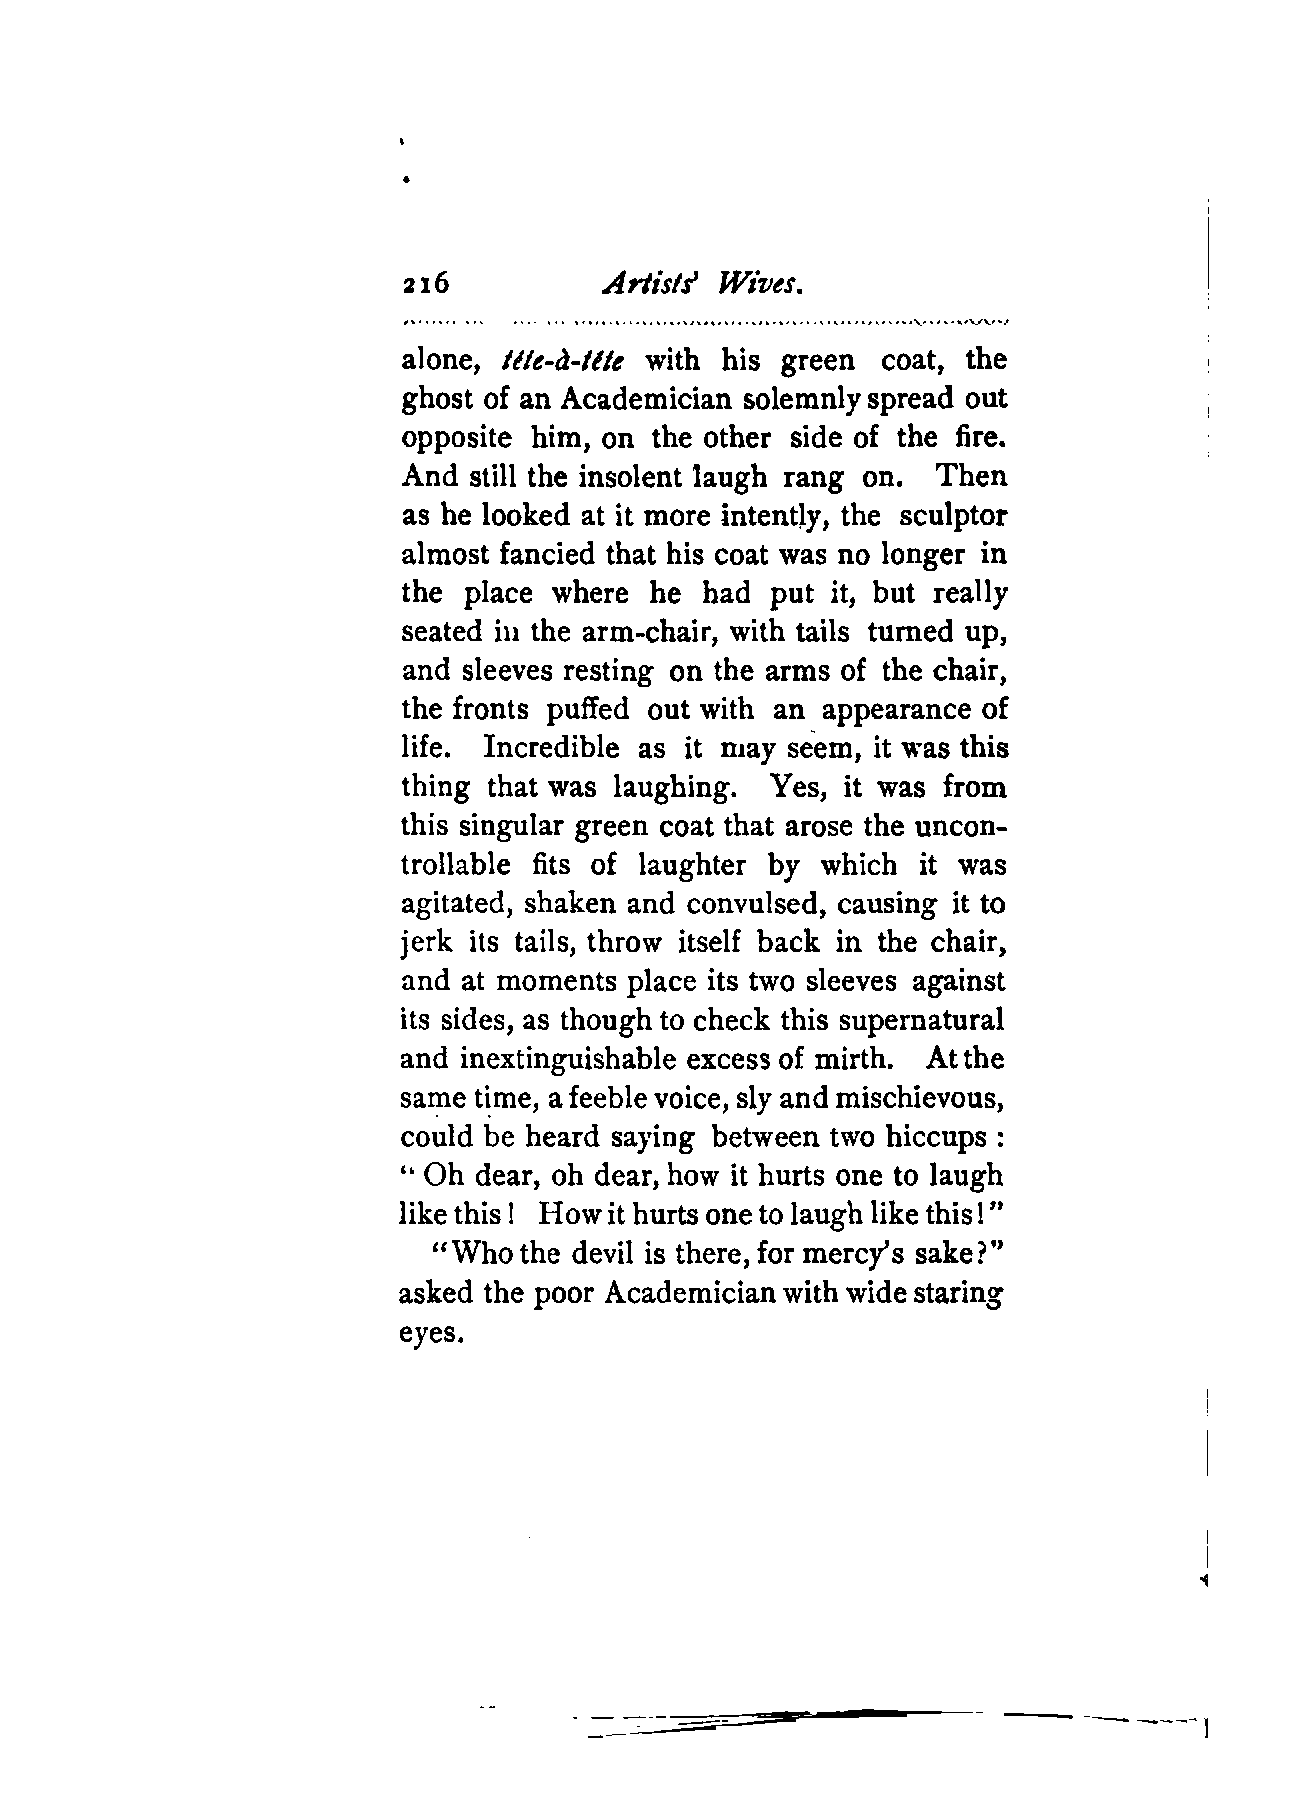 216 Artists' Wives.
alone, tête-à-tête with his green coat, the
ghost of an Academician solemnly spread out
opposite him, on the other side of the fire.
And still the insolent laugh rang on. Then
as he looked at it more intently, the sculptor
almost fancied that his coat was no longer in
the place where he had put it, but really
seated in the arm-chair, with tails turned up,
and sleeves resting on the arms of the chair,
the fronts puffed out with an appearance of
life. Incredible as it may seem, it was this
thing that was laughing. Yes, it was from
this singular green coat that arose the uncon-
trollable fits of laughter by which it was
agitated, shaken and convulsed, causing it to
jerk its tails, throw itself back in the chair,
and at moments place its two sleeves against
its sides, as though to check this supernatural
and inextinguishable excess of mirth. At the
same time, a feeble voice, sly and mischievous,
could be heard saying between two hiccups :
" Oh dear, oh dear, how it hurts one to laugh
like this ! How it hurts one to laugh like this !"
"Who the devil is there, for mercy's sake?"
asked the poor Academician with wide staring
eyes.